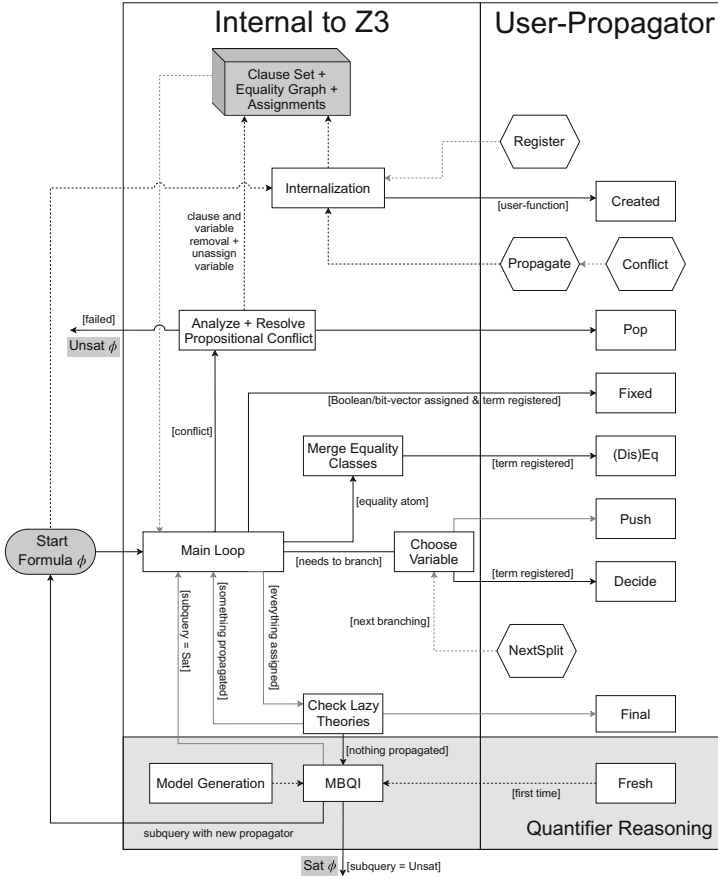 Internal to Z3
User-Propagator
Clause Set +
Equality Graph +
Assignments
Register
Internalization
[user-function]
Created
clause and
variable
removal +
unassign
variable
Propagate
Conflict
[failed]
Unsat ϕ
Analyze + Resolve
Propositional Conflict
Pop
[Boolean/bit-vector assigned & term registered]
Fixed
[conflict]
Merge Equality
Classes
[term registered]
(Dis)Eq
[equality atom]
Push
Start
Formula ϕ
Main Loop
[needs to branch]
Choose
Variable
[term registered]
Decide
[subquery = Sat]
[something propagated]
[everything assigned]
[next branching]
NextSplit
Check Lazy
Theories
Final
[nothing propagated]
Model Generation
MBQI
[first time]
Fresh
subquery with new propagator
Quantifier Reasoning
Sat ϕ
[subquery = Unsat]